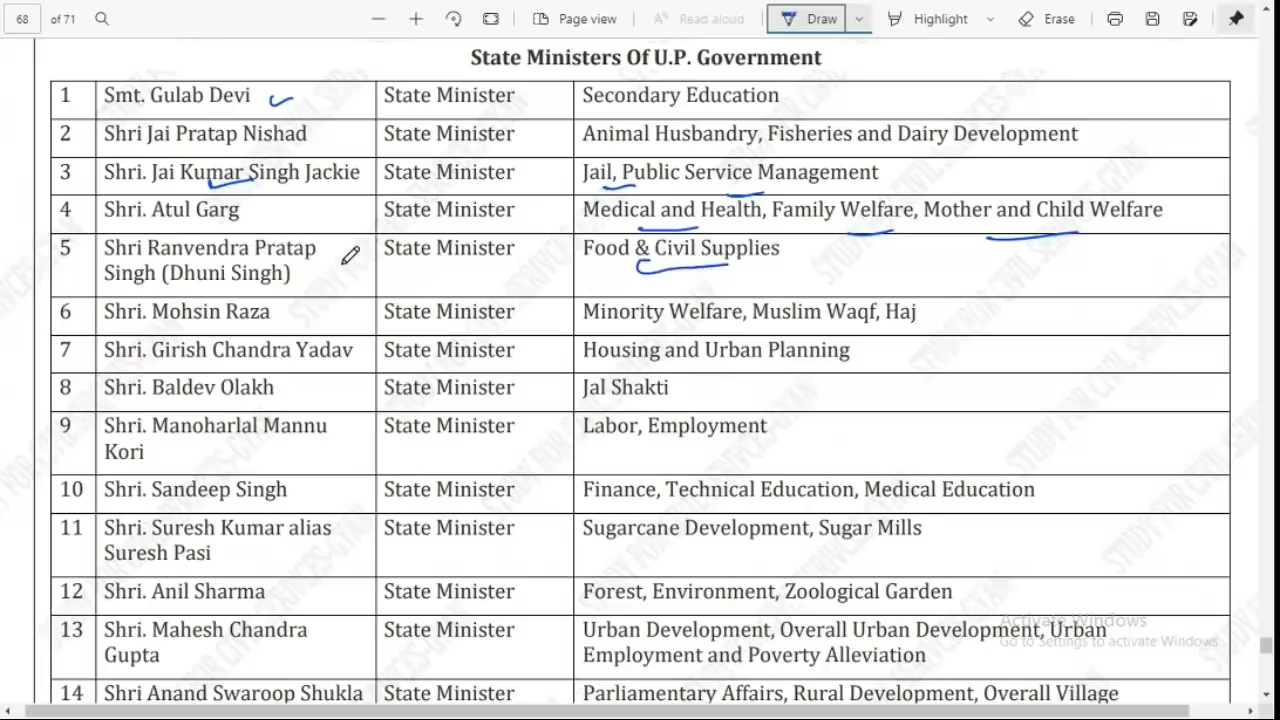 68 of 71 Page view Read aloud Draw Highlight Erase
State Ministers Of U.P. Government
1 Smt. Gulab Devi State Minister Secondary Education
2 Shri Jai Pratap Nishad State Minister Animal Husbandry, Fisheries and Dairy Development
3 Shri. Jai Kumar Singh Jackie State Minister Jail, Public Service Management
4 Shri. Atul Garg State Minister Medical and Health, Family Welfare, Mother and Child Welfare
5 Shri Ranvendra Pratap State Minister Food & Civil Supplies
Singh (Dhuni Singh)
6 Shri. Mohsin Raza State Minister Minority Welfare, Muslim Waqf, Haj
7 Shri. Girish Chandra Yadav State Minister Housing and Urban Planning
8 Shri. Baldev Olakh State Minister Jal Shakti
9 Shri. Manoharlal Mannu State Minister Labor, Employment
Kori
10 Shri. Sandeep Singh State Minister Finance, Technical Education, Medical Education
11 Shri. Suresh Kumar alias State Minister Sugarcane Development, Sugar Mills
Suresh Pasi
12 Shri. Anil Sharma State Minister Forest, Environment, Zoological Garden
Activate Windows
13 Shri. Mahesh Chandra State Minister Urban Development, Overall Urban Development, Urban
Go to Settings to activate Windows.
Gupta Employment and Poverty Alleviation
14 Shri Anand Swaroop Shukla State Minister Parliamentary Affairs, Rural Development, Overall Village